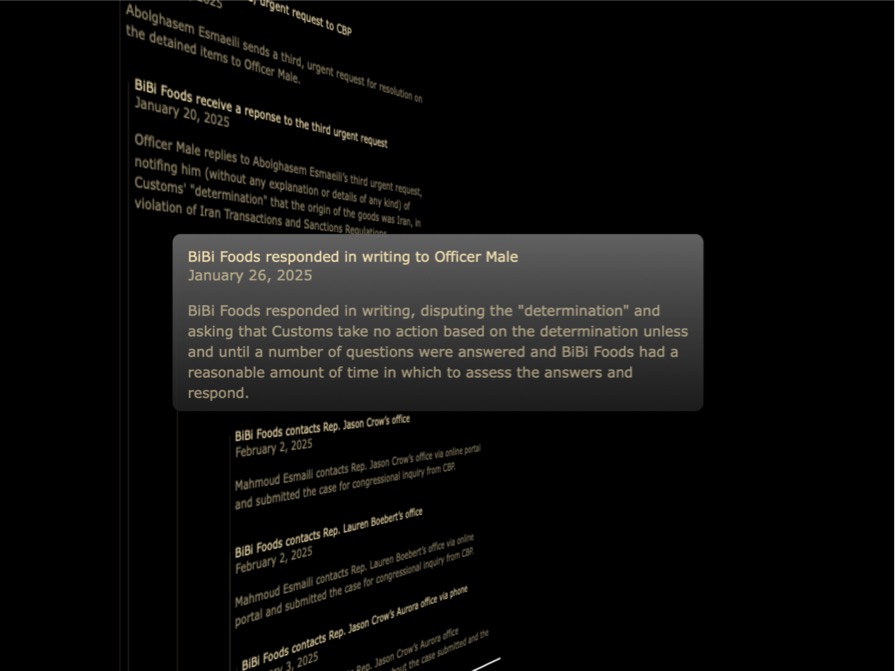 2025
, urgent request to CBP
Abolghasem Esmaeili sends a third, urgent request for resolution on
the detained items to Officer Male.
BiBi Foods receive a reponse to the third urgent request
January 20, 2025
Officer Male replies to Abolghasem Esmaeili's third urgent request,
notifing him (without any explanation or details of any kind) of
Customs' "determination" that the origin of the goods was Iran, in
violation of Iran Transactions and Sanctions Regulations
BiBi Foods responded in writing to Officer Male
January 26, 2025
BiBi Foods responded in writing, disputing the "determination" and
asking that Customs take no action based on the determination unless
and until a number of questions were answered and BiBi Foods had a
reasonable amount of time in which to assess the answers and
respond.
BiBi Foods contacts Rep. Jason Crow's office
February 2, 2025
Mahmoud Esmaili contacts Rep. Jason Crow's office via online portal
and submitted the case for congressional inquiry from CBP.
BiBi Foods contacts Rep. Lauren Boebert's office
February 2, 2025
Mahmoud Esmaili contacts Rep. Lauren Boebert's office via online
portal and submitted the case for congressional inquiry from CBP.
BiBi Foods contacts Rep. Jason Crow's Aurora office via phone
3, 2025
contacts Rep. Jason Crow's Aurora office
about the case submitted and the